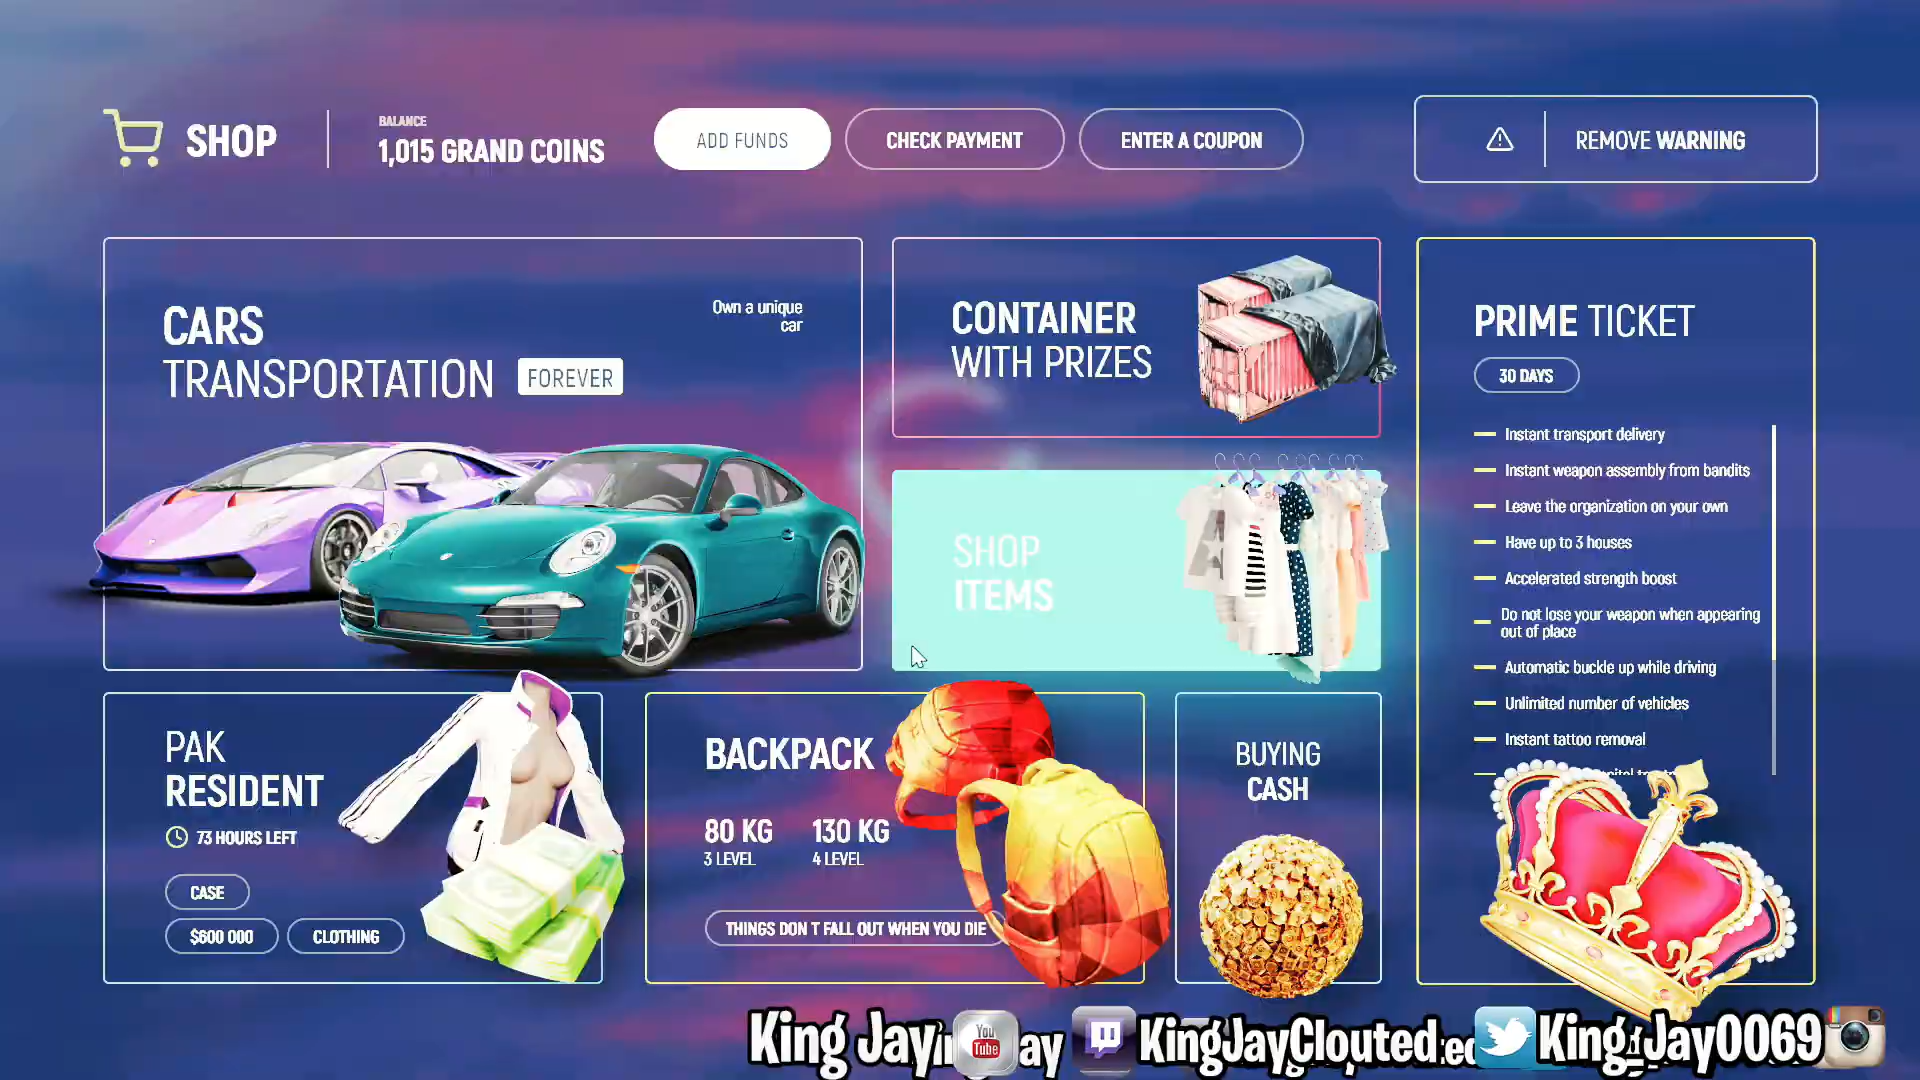 SHOP
BALANCE
1,015 GRAND COINS
ADD FUNDS
CHECK PAYMENT
ENTER A COUPON
REMOVE WARNING
CARS
TRANSPORTATION FOREVER
Own a unique
car
CONTAINER
WITH PRIZES
SHOP
ITEMS
PRIME TICKET
30 DAYS
Instant transport delivery
Instant weapon assembly from bandits
Leave the organization on your own
Have up to 3 houses
Accelerated strength boost
Do not lose your weapon when appearing
out of place
Automatic buckle up while driving
Unlimited number of vehicles
Instant tattoo removal
PAK
RESIDENT
73 HOURS LEFT
CASE
$600 000
CLOTHING
BACKPACK
80 KG 130 KG
3 LEVEL 4 LEVEL
THINGS DON T FALL OUT WHEN YOU DIE
BUYING
CASH
King Jay
You
Tube
KingJayClouted
KingJay0069